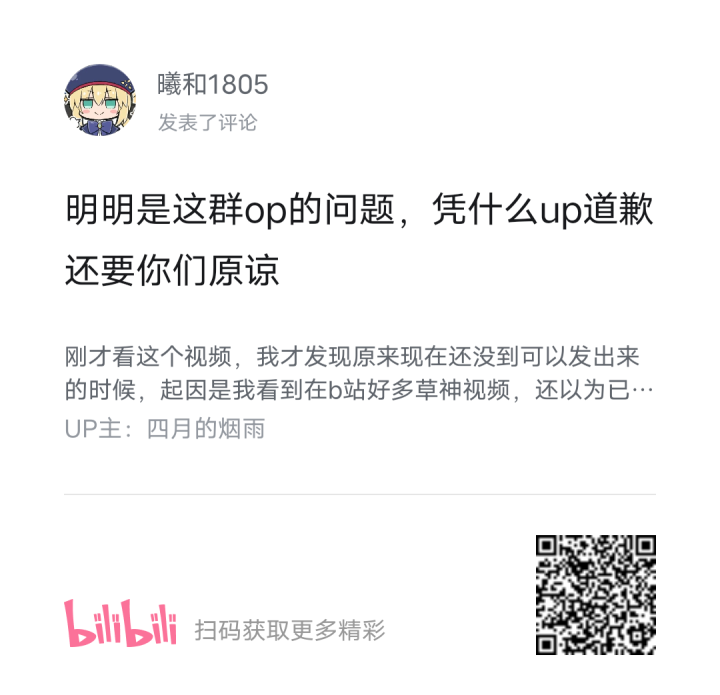 曦和1805
发表了评论
明明是这群op的问题，凭什么up道歉
还要你们原谅
刚才看这个视频，我才发现原来现在还没到可以发出来
的时候，起因是我看到在b站好多草神视频，还以为已…
UP主：四月的烟雨
bilibili 扫码获取更多精彩